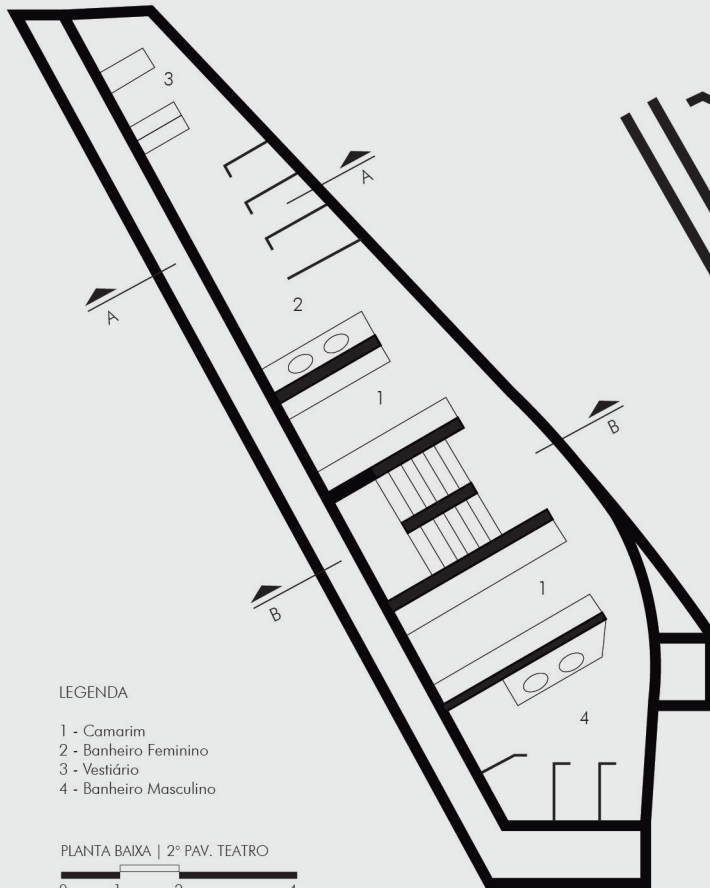 3
A
A
2
1
B
1
B
4
LEGENDA
1 - Camarim
2 - Banheiro Feminino
3 - Vestiário
4 - Banheiro Masculino
PLANTA BAIXA | 2° PAV. TEATRO
0 1 2 4